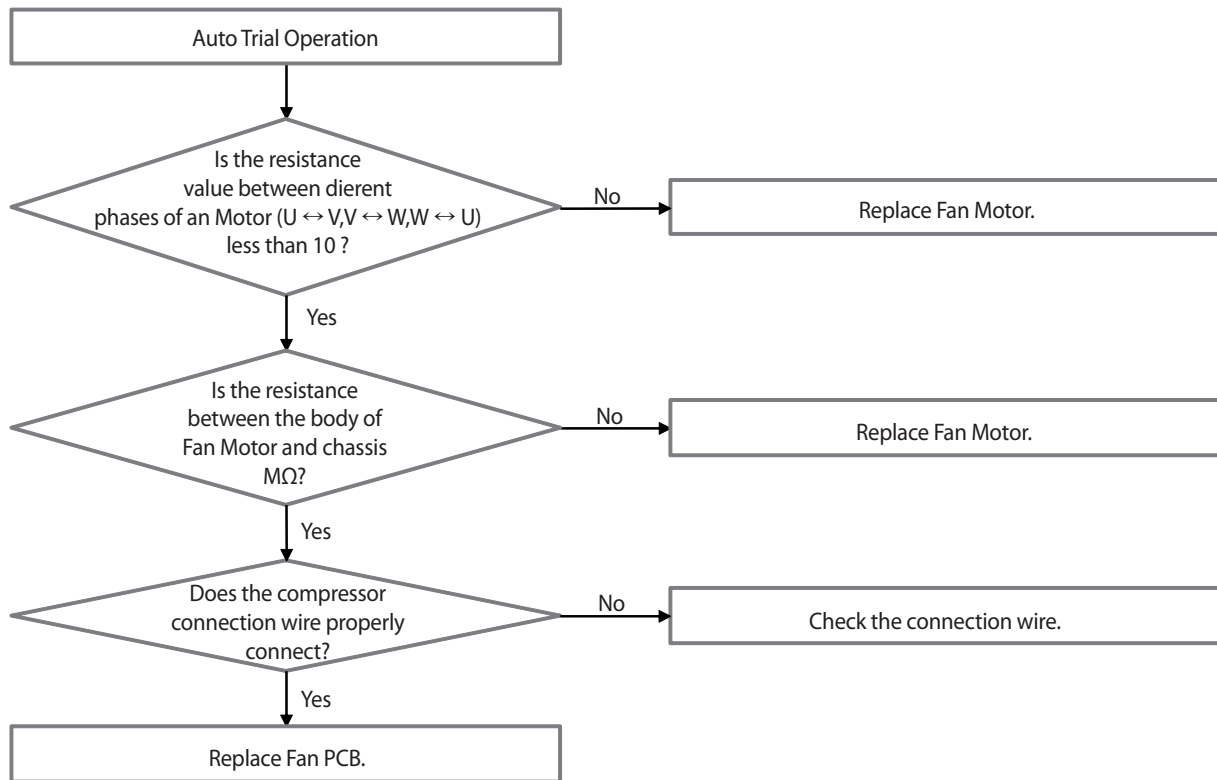 Auto Trial Operation
Is the resistance
value between dierent
phases of an Motor (U ↔ V,V ↔ W,W ↔ U)
less than 10 ?
No
Replace Fan Motor.
Yes
Is the resistance
between the body of
Fan Motor and chassis
MΩ?
No
Replace Fan Motor.
Yes
Does the compressor
connection wire properly
connect?
No
Check the connection wire.
Yes
Replace Fan PCB.